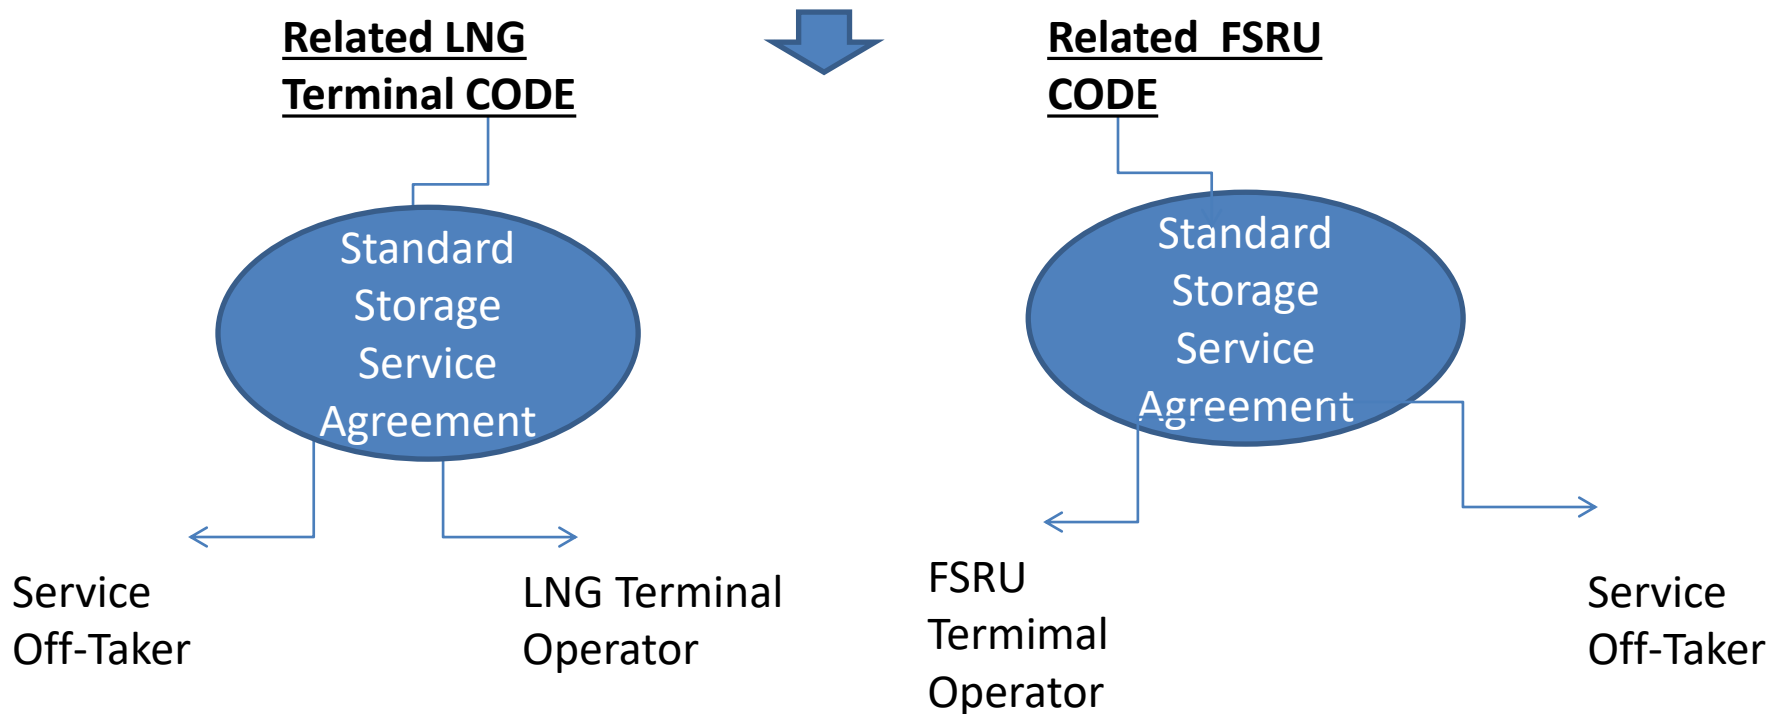 Related LNG
Terminal CODE
Related FSRU
CODE
Standard
Storage
Service
Agreement
Standard
Storage
Service
Agreement
Service
Off-Taker
LNG Terminal
Operator
FSRU
Termimal
Operator
Service
Off-Taker